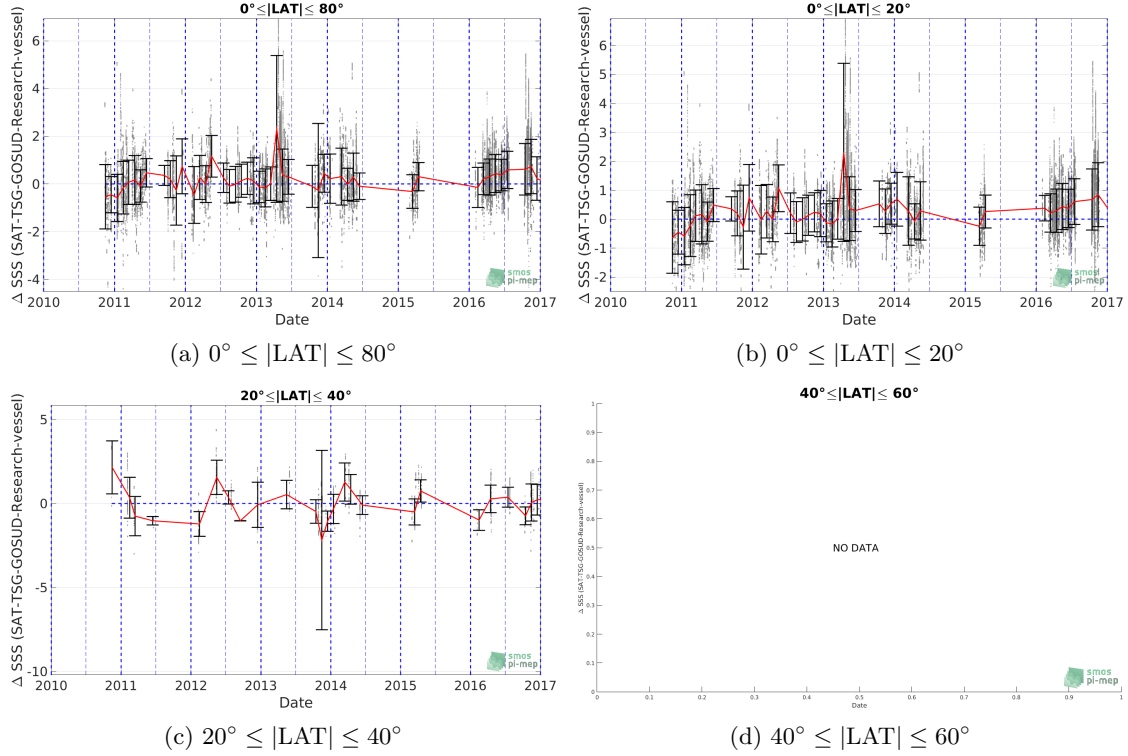 0°≤|LAT|≤ 80°
Δ SSS (SAT-TSG-GOSUD-Research-vessel)
6
4
2
0
-2
-4
2010 2011 2012 2013 2014 2015 2016 2017
Date
smos
pi-mep
(a) 0° ≤ |LAT| ≤ 80°
0°≤|LAT|≤ 20°
Δ SSS (SAT-TSG-GOSUD-Research-vessel)
6
5
4
3
2
1
0
-1
-2
2010 2011 2012 2013 2014 2015 2016 2017
Date
smos
pi-mep
(b) 0° ≤ |LAT| ≤ 20°
20°≤|LAT|≤ 40°
Δ SSS (SAT-TSG-GOSUD-Research-vessel)
5
0
-5
-10
2010 2011 2012 2013 2014 2015 2016 2017
Date
smos
pi-mep
(c) 20° ≤ |LAT| ≤ 40°
40°≤|LAT|≤ 60°
Δ SSS (SAT-TSG-GOSUD-Research-vessel)
1
0.9
0.8
0.7
0.6
0.5
0.4
0.3
0.2
0.1
0
NO DATA
0 0.1 0.2 0.3 0.4 0.5 0.6 0.7 0.8 0.9 1
Date
smos
pi-mep
(d) 40° ≤ |LAT| ≤ 60°